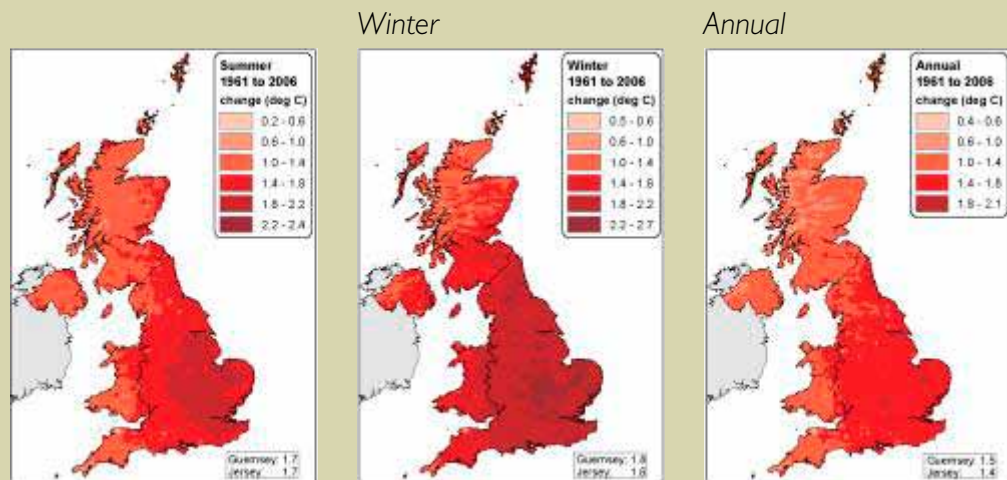 Winter
Annual
Summer
1961 to 2006
change (deg C)
0.2 - 0.6
0.6 - 1.0
1.0 - 1.4
1.4 - 1.8
1.8 - 2.2
2.2 - 2.4
Guernsey: 1.7
Jersey: 1.7
Winter
1961 to 2006
change (deg C)
0.5 - 0.6
0.6 - 1.0
1.0 - 1.4
1.4 - 1.8
1.8 - 2.2
2.2 - 2.7
Guernsey: 1.8
Jersey: 1.6
Annual
1961 to 2006
change (deg C)
0.4 - 0.6
0.6 - 1.0
1.0 - 1.4
1.4 - 1.8
1.8 - 2.1
Guernsey: 1.5
Jersey: 1.4